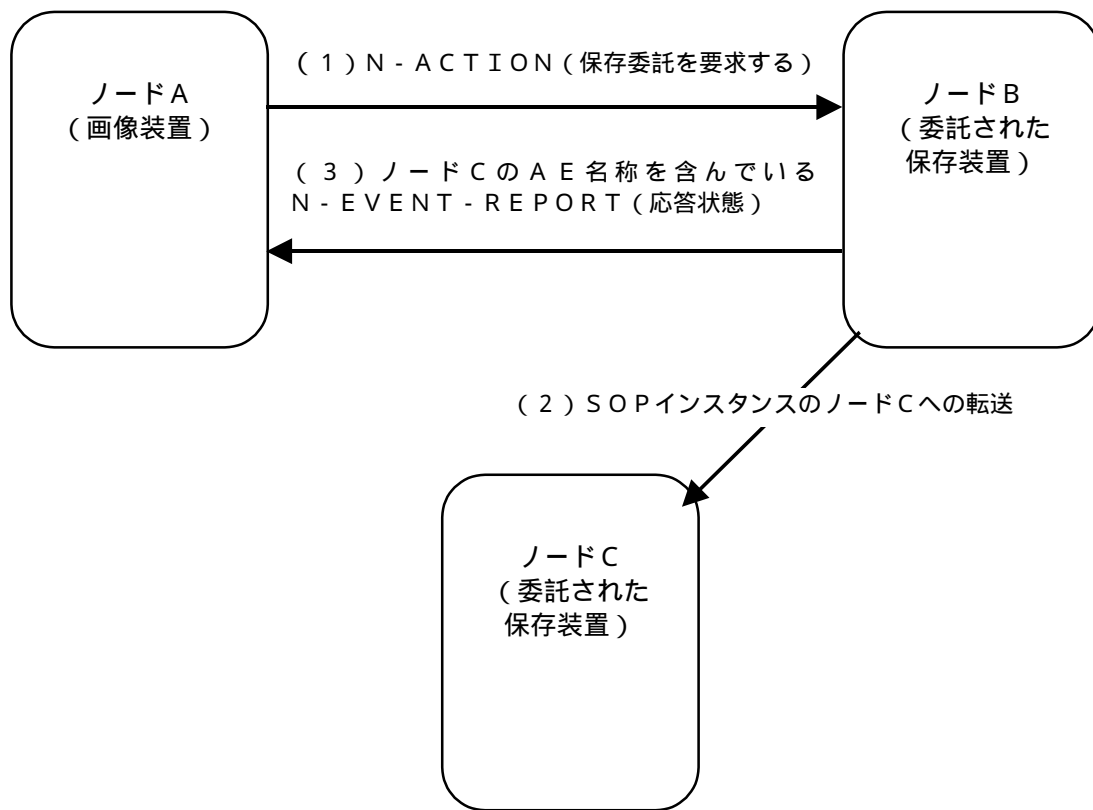 ノードA
(画像装置)
(1)N-ACTION(保存委託を要求する)
(3)ノードCのAE名称を含んでいる
N-EVENT-REPORT(応答状態)
ノードB
(委託された
保存装置)
(2)SOPインスタンスのノードCへの転送
ノードC
(委託された
保存装置)